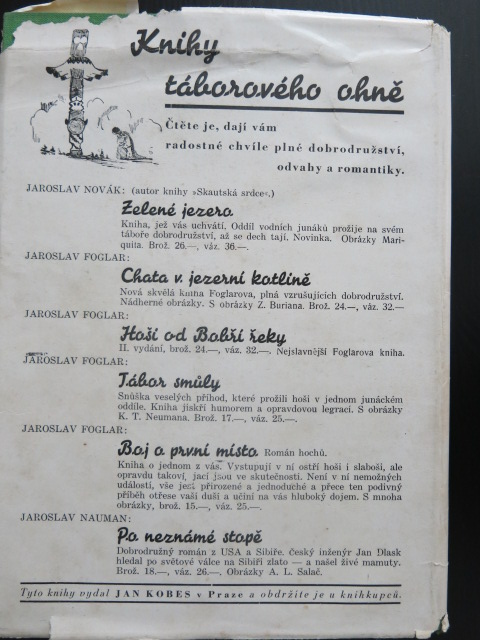 Knihy
táborového ohně
Čtěte je, dají vám
radostné chvíle plné dobrodružství,
odvahy a romantiky.
JAROSLAV NOVÁK: (autor knihy »Skautská srdce«.)
Zelené jezero.
Kniha, jež vás uchvátí. Oddíl vodních junáků prožije na svém
táboře dobrodružství, až se dech tají. Novinka. Obrázky Mari-
quita. Brož. 26.—, váz. 36.—.
JAROSLAV FOGLAR:
Chata v jezerní kotlině
Nová skvělá kniha Foglarova, plná vzrušujících dobrodružství.
Nádherné obrázky. S obrázky Z. Buriana. Brož. 24.—, váz. 32.—
JAROSLAV FOGLAR:
Hoši od Bobří řeky
II. vydání, brož. 24.—, váz. 32.—. Nejslavnější Foglarova kniha.
JAROSLAV FOGLAR:
Tábor smůly
Snůška veselých příhod, které prožili hoši v jednom junáckém
oddíle. Kniha jiskří humorem a opravdovou legrací. S obrázky
K. T. Neumana. Brož. 17.—, váz. 25.—.
JAROSLAV FOGLAR:
Boj o první místo. Román hochů.
Kniha o jednom z vás. Vystupují v ní ostří hoši i slaboši, ale
opravdu takoví, jací jsou ve skutečnosti. Není v ní nemožných
událostí, vše jest přirozené a jednoduché a přece ten podivný
příběh otřese vaší duší a učiní na vás hluboký dojem. S mnoha
obrázky, brož. 15.—, váz. 25.—.
JAROSLAV NAUMAN:
Po neznámé stopě
Dobrodružný román z USA a Sibiře. Český inženýr Jan Dlask
hledal po světové válce na Sibiři zlato — a našel živé mamuty.
Brož. 18.—, váz. 26.—. Obrázky A. L. Salač.
Tyto knihy vydal JAN KOBES v Praze a obdržíte je u knihkupců.